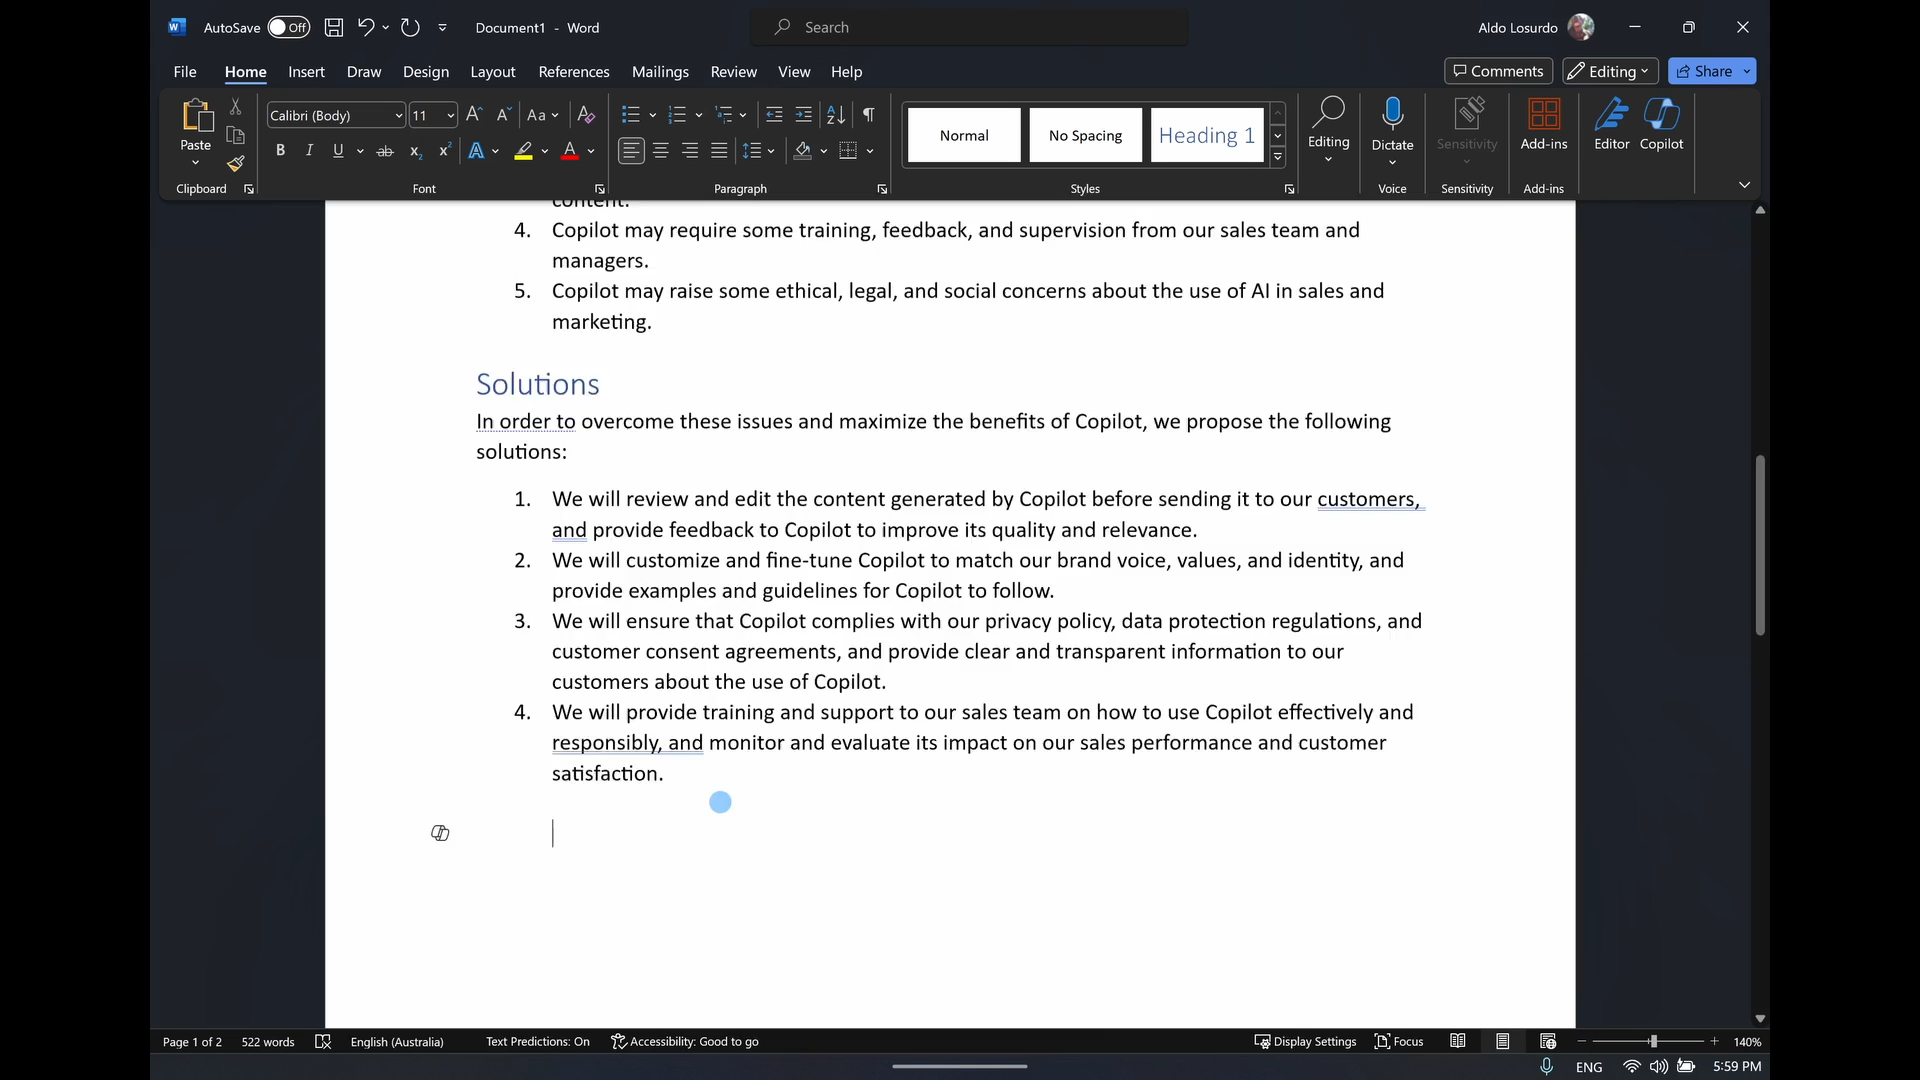 AutoSave Off Document1 - Word Search Aldo Losurdo
File Home Insert Draw Design Layout References Mailings Review View Help Comments Editing Share
Calibri (Body) 11 Aa
Paste Normal No Spacing Heading 1 Editing Dictate Sensitivity Add-ins Editor Copilot
B I U ab x2 x2 A A
Clipboard Font Paragraph Styles Voice Sensitivity Add-ins
content.
4. Copilot may require some training, feedback, and supervision from our sales team and
managers.
5. Copilot may raise some ethical, legal, and social concerns about the use of AI in sales and
marketing.
Solutions
In order to overcome these issues and maximize the benefits of Copilot, we propose the following
solutions:
1. We will review and edit the content generated by Copilot before sending it to our customers,
and provide feedback to Copilot to improve its quality and relevance.
2. We will customize and fine-tune Copilot to match our brand voice, values, and identity, and
provide examples and guidelines for Copilot to follow.
3. We will ensure that Copilot complies with our privacy policy, data protection regulations, and
customer consent agreements, and provide clear and transparent information to our
customers about the use of Copilot.
4. We will provide training and support to our sales team on how to use Copilot effectively and
responsibly, and monitor and evaluate its impact on our sales performance and customer
satisfaction.
Page 1 of 2 522 words English (Australia) Text Predictions: On Accessibility: Good to go Display Settings Focus 140%
ENG 5:59 PM